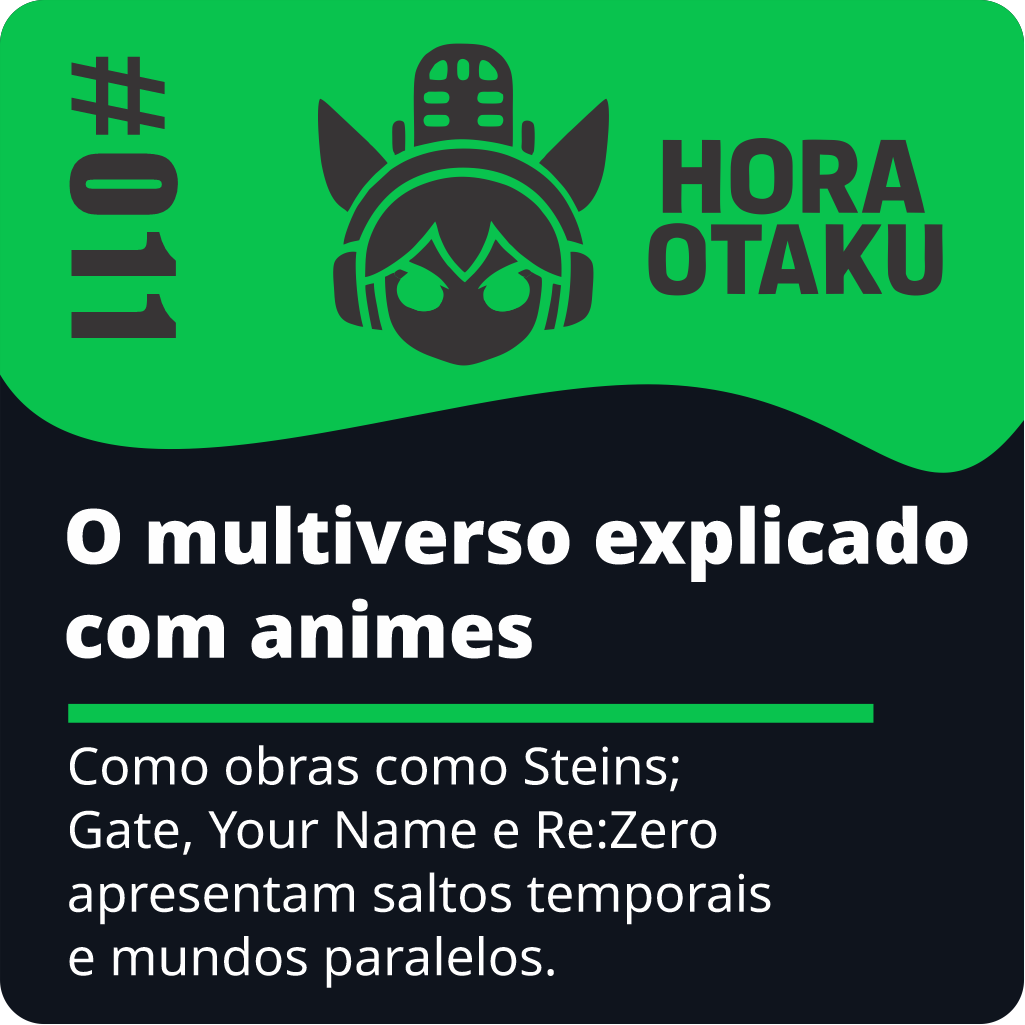 #011
HORA
OTAKU
O multiverso explicado
com animes
Como obras como Steins;
Gate, Your Name e Re:Zero
apresentam saltos temporais
e mundos paralelos.